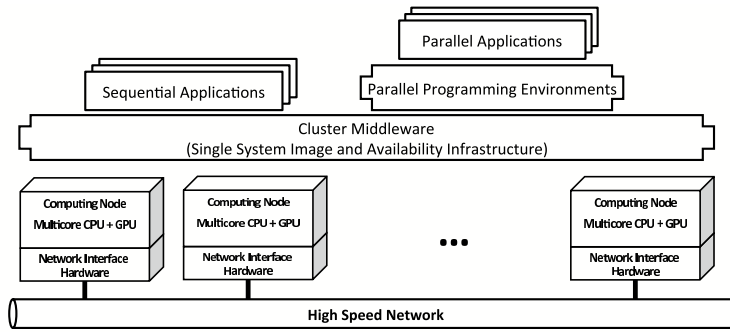 Parallel Applications
Sequential Applications
Parallel Programming Environments
Cluster Middleware
(Single System Image and Availability Infrastructure)
Computing Node
Multicore CPU + GPU
Network Interface
Hardware
Computing Node
Multicore CPU + GPU
Network Interface
Hardware
...
Computing Node
Multicore CPU + GPU
Network Interface
Hardware
High Speed Network